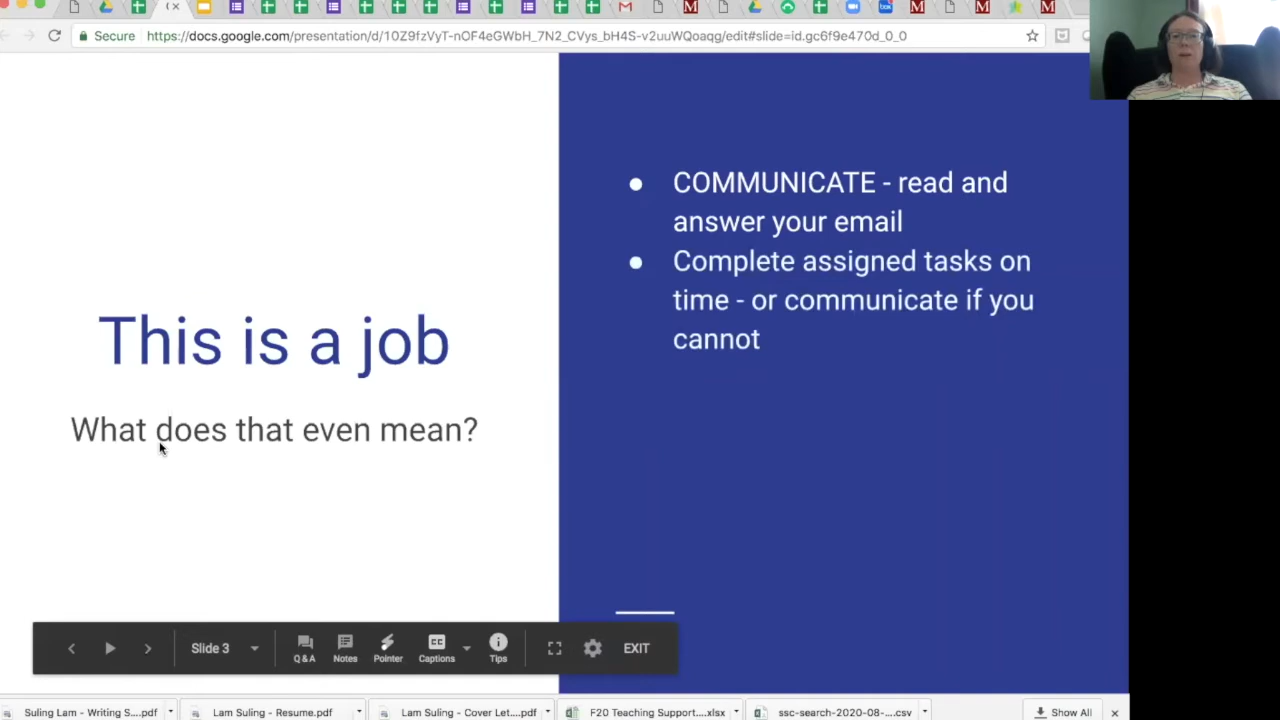 Secure
https://docs.google.com/presentation/d/10Z9fzVyT-nOF4eGWbH_7N2_CVys_bH4S-v2uuWQoaqg/edit#slide=id.gc6f9e470d_0_0
This is a job
What does that even mean?
● COMMUNICATE - read and
answer your email
● Complete assigned tasks on
time - or communicate if you
cannot
Slide 3
Q & A
Notes
Pointer
CC
Captions
Tips
EXIT
Suling Lam - Writing S....pdf
Lam Suling - Resume.pdf
Lam Suling - Cover Let....pdf
F20 Teaching Support....xlsx
ssc-search-2020-08-....csv
Show All